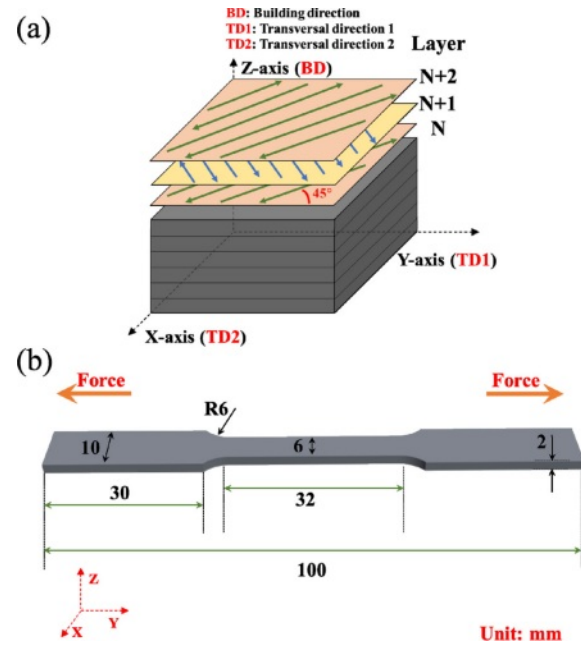 (a)
BD: Building direction
TD1: Transversal direction 1
TD2: Transversal direction 2
Layer
Z-axis (BD)
N+2
N+1
N
45°
Y-axis (TD1)
X-axis (TD2)
(b)
Force
Force
R6
10
6
2
30
32
100
Z
Y
X
Unit: mm